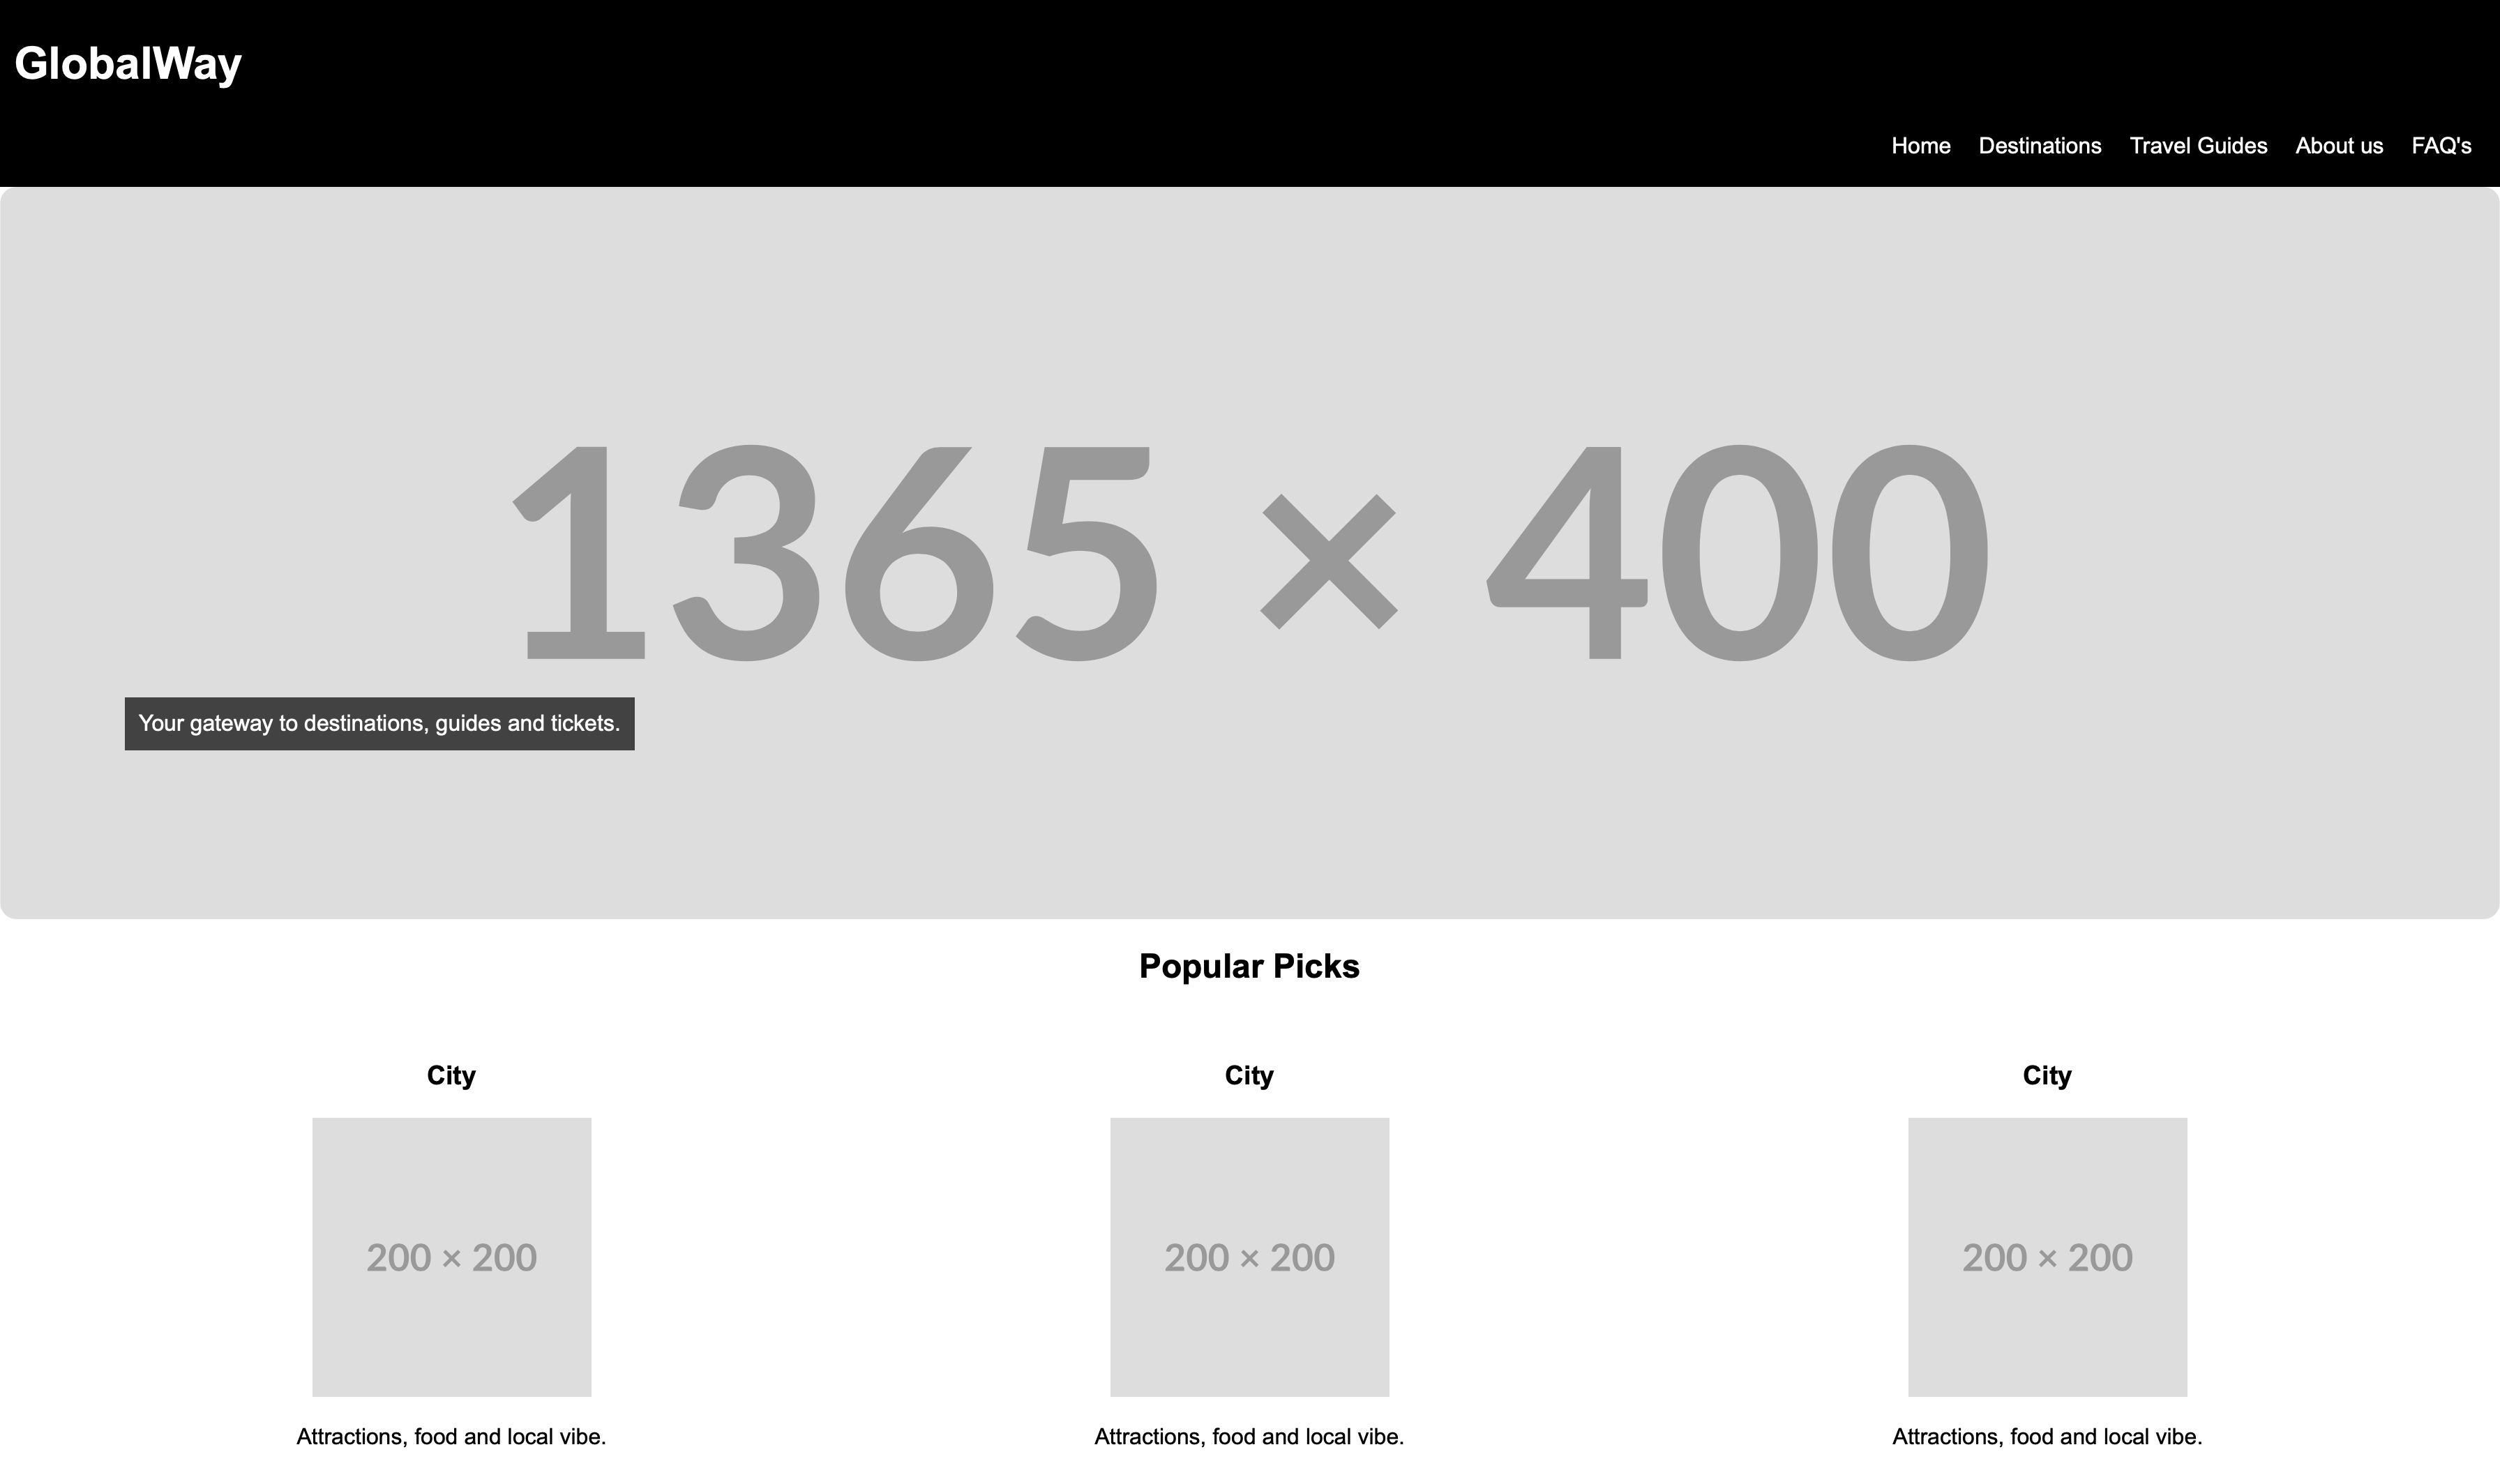 GlobalWay
Home Destinations Travel Guides About us FAQ's
1365 × 400
Your gateway to destinations, guides and tickets.
Popular Picks
City City City
200 × 200 200 × 200 200 × 200
Attractions, food and local vibe. Attractions, food and local vibe. Attractions, food and local vibe.